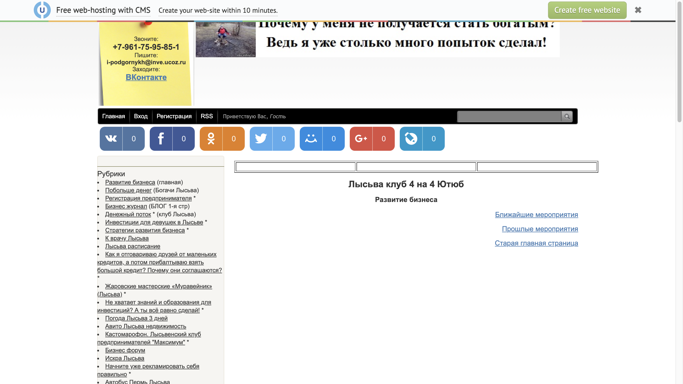 Free web-hosting with CMS
Create your web-site within 10 minutes.
Create free website
Почему у меня не получается стать богатым?
Ведь я уже столько много попыток сделал!
Звоните:
+7-961-75-95-85-1
Пишите:
i-podgornykh@inve.ucoz.ru
Заходите:
ВКонтакте
Главная Вход Регистрация RSS Приветствую Вас, Гость
0 0 0 0 0 0 0
Рубрики
Развитие бизнеса (главная)
Побольше денег (Богачи Лысьва)
Регистрация предпринимателя *
Бизнес журнал (БЛОГ 1-я стр)
Денежный поток * (клуб Лысьва)
Инвестиции для девушек в Лысьве *
Стратегии развития бизнеса *
К врачу Лысьва
Лысьва расписание
Как я отговариваю друзей от маленьких
кредитов, а потом прибалтываю взять
большой кредит? Почему они соглашаются?
*
Жаровские мастерские «Муравейник»
(Лысьва) *
Не хватает знаний и образования для
инвестиций? А ты всё равно сделай! *
Погода Лысьва 3 дней
Авито Лысьва недвижимость
Кастомарофон. Лысьвенский клуб
предпринимателей "Максимум" *
Бизнес форум
Искра Лысьва
Начните уже рекламировать себя
правильно *
Автобус Пермь Лысьва
Лысьва клуб 4 на 4 Ютюб
Развитие бизнеса
Ближайшие мероприятия
Прошлые мероприятия
Старая главная страница